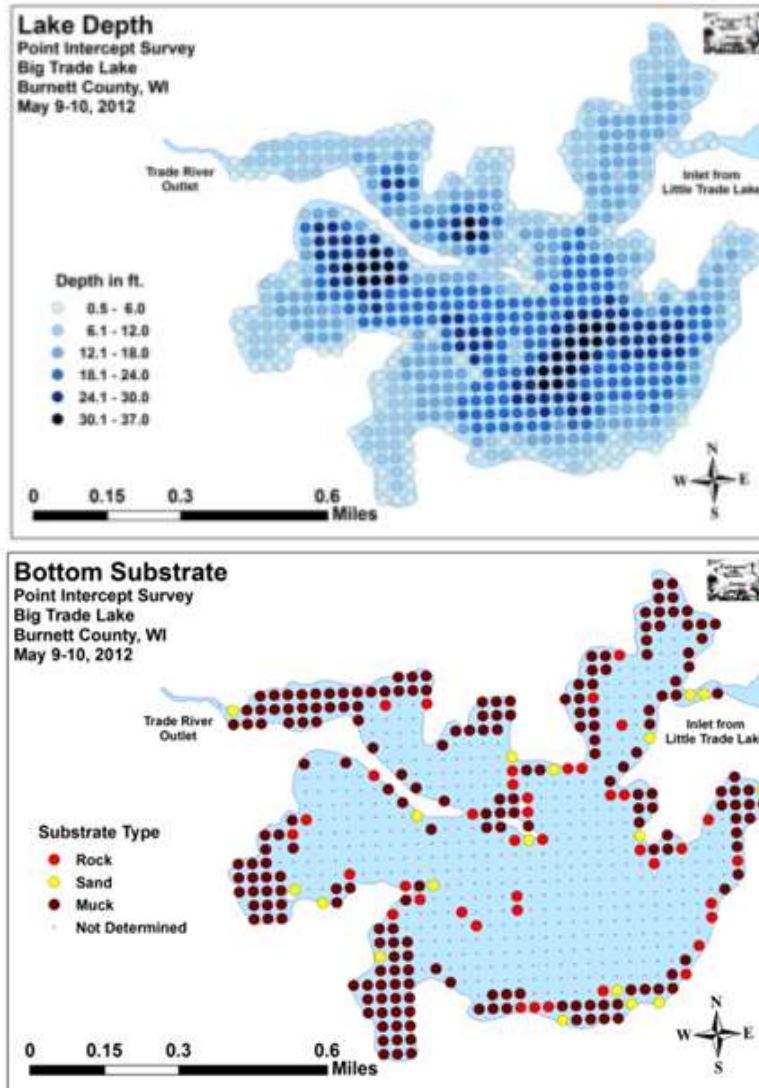 Lake Depth
Point Intercept Survey
Big Trade Lake
Burnett County, WI
May 9-10, 2012
Trade River
Outlet
Inlet from
Little Trade Lake
Depth in ft.
0.5 - 6.0
6.1 - 12.0
12.1 - 18.0
18.1 - 24.0
24.1 - 30.0
30.1 - 37.0
N
W E
S
0 0.15 0.3 0.6
Miles
Bottom Substrate
Point Intercept Survey
Big Trade Lake
Burnett County, WI
May 9-10, 2012
Trade River
Outlet
Inlet from
Little Trade Lake
Substrate Type
Rock
Sand
Muck
Not Determined
N
W E
S
0 0.15 0.3 0.6
Miles